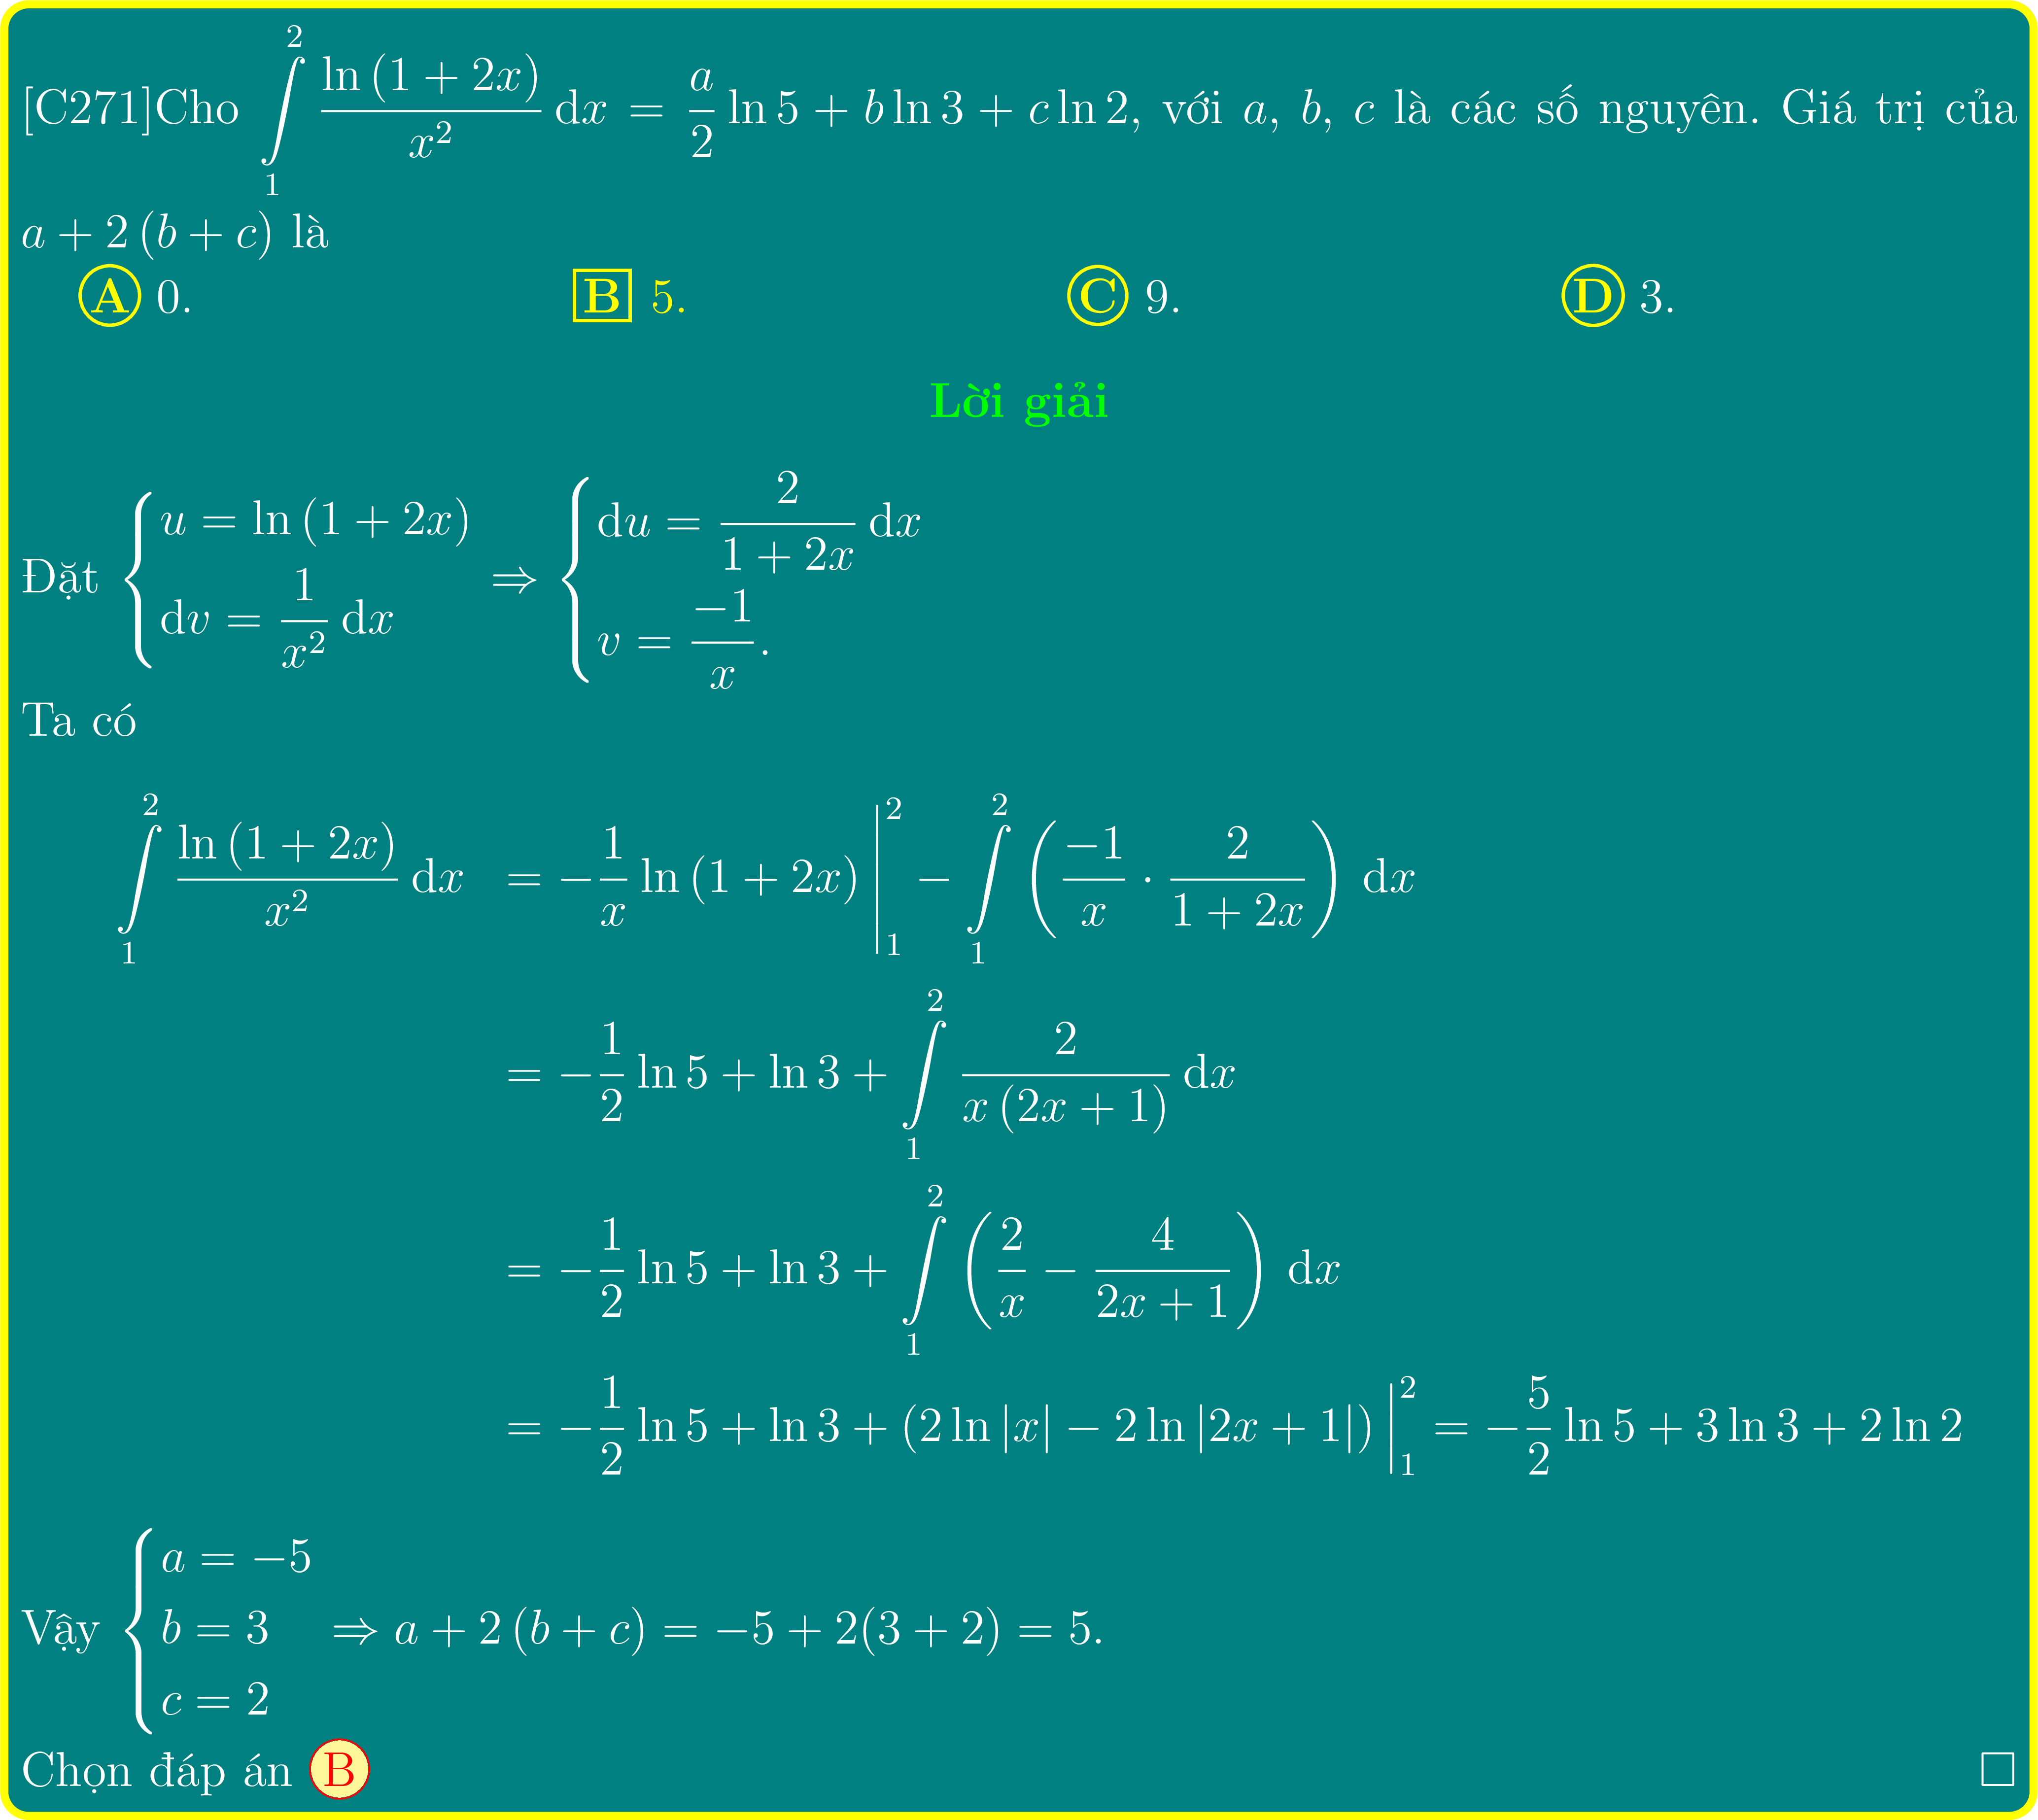 [C271]Cho $\int\limits_1^2 \frac{\ln(1+2x)}{x^2}\,\mathrm{d}x = \frac{a}{2}\ln 5 + b\ln 3 + c\ln 2$, với $a$, $b$, $c$ là các số nguyên. Giá trị của
$a + 2(b + c)$ là
A 0. B 5. C 9. D 3.
Lời giải
Đặt $\begin{cases} u = \ln(1+2x) \\ \mathrm{d}v = \frac{1}{x^2}\,\mathrm{d}x \end{cases} \Rightarrow \begin{cases} \mathrm{d}u = \frac{2}{1+2x}\,\mathrm{d}x \\ v = \frac{-1}{x}. \end{cases}$
Ta có
$\int\limits_1^2 \frac{\ln(1+2x)}{x^2}\,\mathrm{d}x = -\frac{1}{x}\ln(1+2x)\Big|_1^2 - \int\limits_1^2 \left(\frac{-1}{x}\cdot\frac{2}{1+2x}\right)\mathrm{d}x$
$= -\frac{1}{2}\ln 5 + \ln 3 + \int\limits_1^2 \frac{2}{x(2x+1)}\,\mathrm{d}x$
$= -\frac{1}{2}\ln 5 + \ln 3 + \int\limits_1^2 \left(\frac{2}{x} - \frac{4}{2x+1}\right)\mathrm{d}x$
$= -\frac{1}{2}\ln 5 + \ln 3 + (2\ln|x| - 2\ln|2x+1|)\Big|_1^2 = -\frac{5}{2}\ln 5 + 3\ln 3 + 2\ln 2$
Vậy $\begin{cases} a = -5 \\ b = 3 \\ c = 2 \end{cases} \Rightarrow a + 2(b+c) = -5 + 2(3+2) = 5.$
Chọn đáp án B □